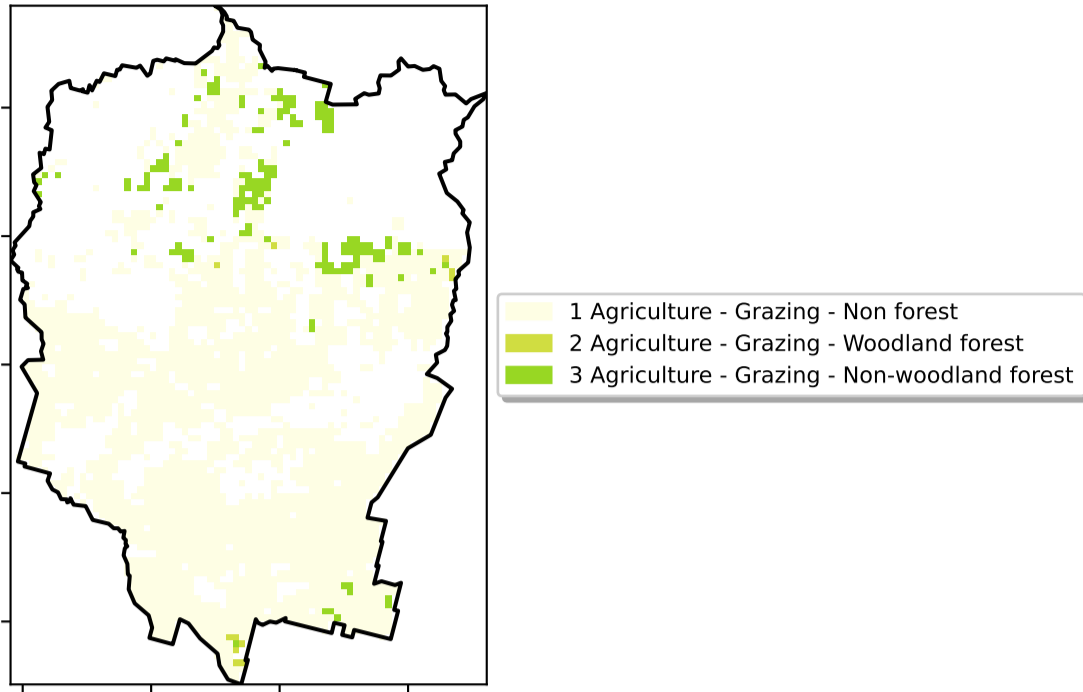 1 Agriculture - Grazing - Non forest
2 Agriculture - Grazing - Woodland forest
3 Agriculture - Grazing - Non-woodland forest